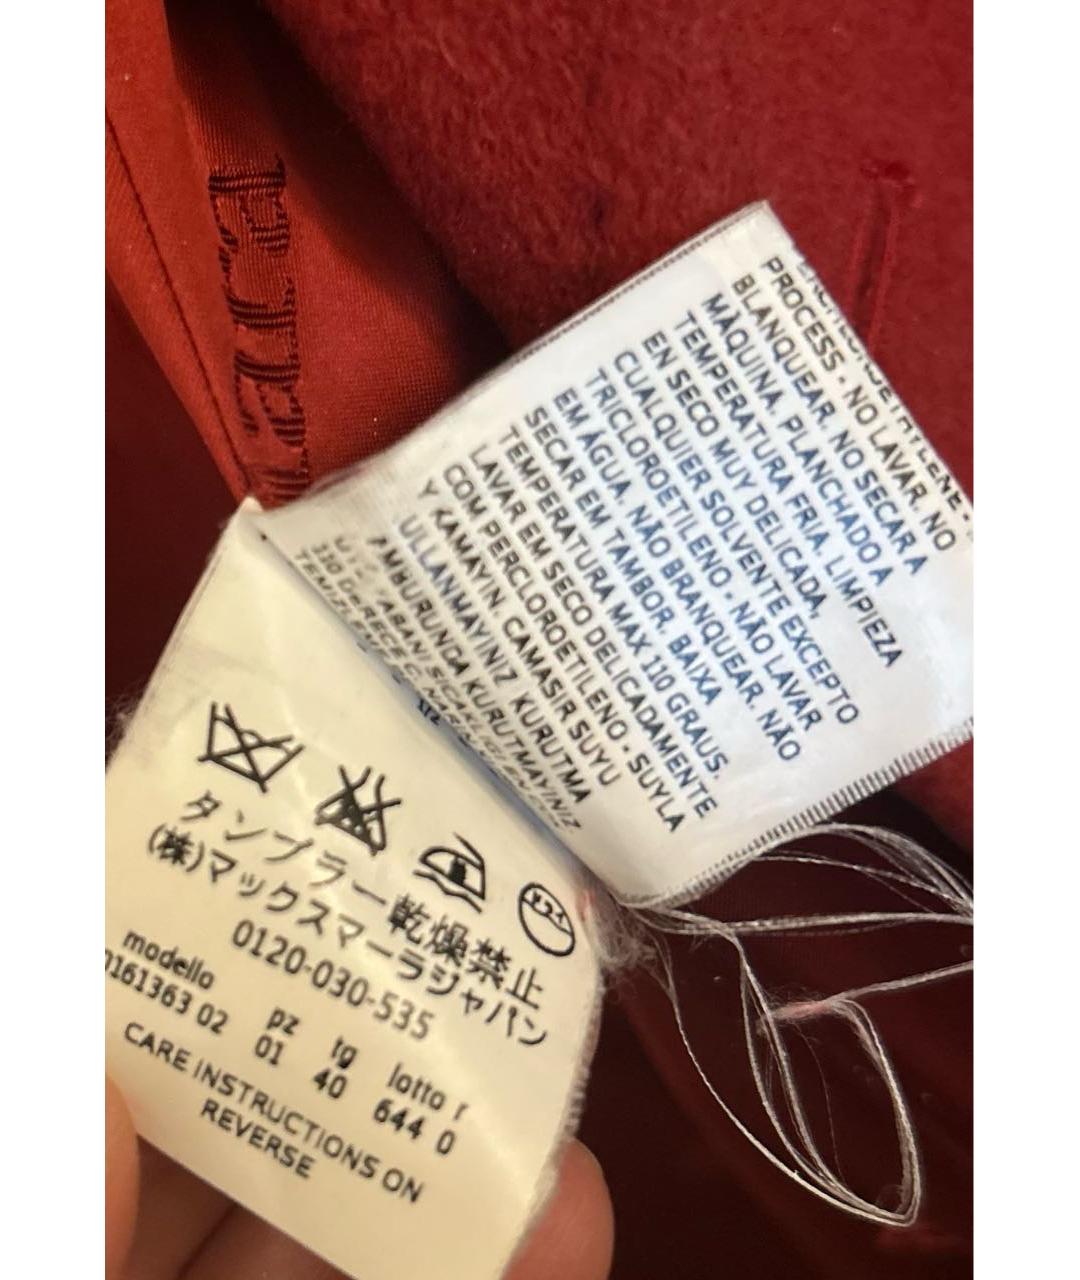 PROCESS - NO LAVAR. NO
BLANQUEAR. NO SECAR A
MÀQUINA. PLANCHADO A
TEMPERATURA FRIA. LIMPIEZA
EN SECO MUY DELICADA,
CUALQUIER SOLVENTE EXCEPTO
TRICLOROETILENO - NÃO LAVAR
EM ÁGUA. NÃO BRANQUEAR. NÃO
SECAR EM TAMBOR. BAIXA
TEMPERATURA MAX 110 GRAUS.
LAVAR EM SECO DELICADAMENTE
COM PERCLOROETILENO - SUYLA
Y KAMAYIN. CAMASIR SUYU
ULLANMAYINIZ. KURUTMA
AMBURUNDA KURUTMAYINIZ.
110 DERECE C.
タンブラー乾燥禁止
(株)マックスマーラジャパン
0120-030-535
modello pz tg lotto r
161363 02 01 40 644 0
CARE INSTRUCTIONS ON
REVERSE